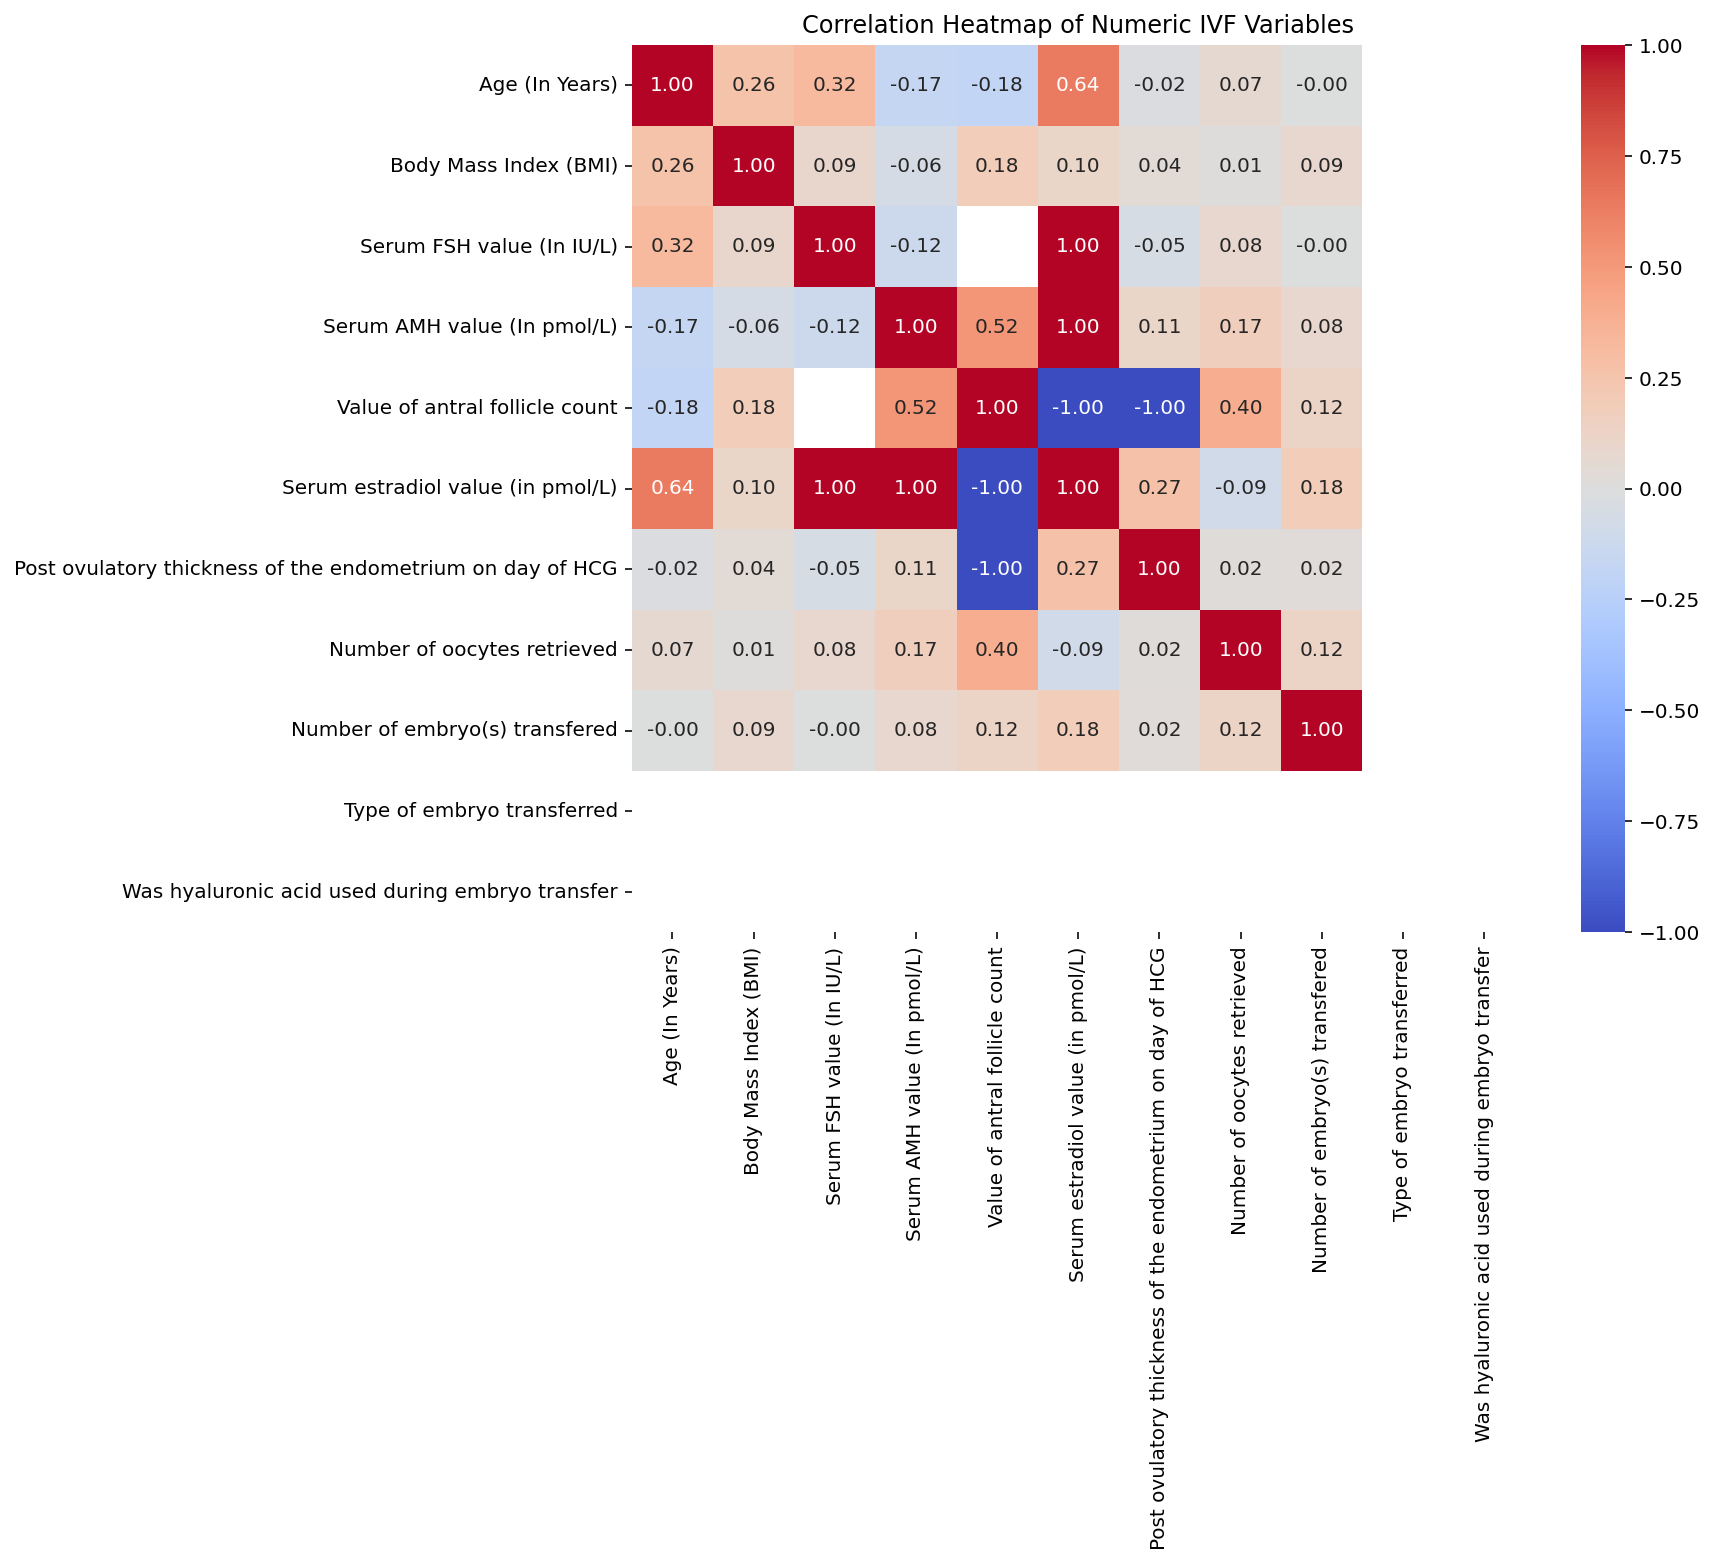 Correlation Heatmap of Numeric IVF Variables
Age (In Years) 1.00 0.26 0.32 -0.17 -0.18 0.64 -0.02 0.07 -0.00
Body Mass Index (BMI) 0.26 1.00 0.09 -0.06 0.18 0.10 0.04 0.01 0.09
Serum FSH value (In IU/L) 0.32 0.09 1.00 -0.12 1.00 -0.05 0.08 -0.00
Serum AMH value (In pmol/L) -0.17 -0.06 -0.12 1.00 0.52 1.00 0.11 0.17 0.08
Value of antral follicle count -0.18 0.18 0.52 1.00 -1.00 -1.00 0.40 0.12
Serum estradiol value (in pmol/L) 0.64 0.10 1.00 1.00 -1.00 1.00 0.27 -0.09 0.18
Post ovulatory thickness of the endometrium on day of HCG -0.02 0.04 -0.05 0.11 -1.00 0.27 1.00 0.02 0.02
Number of oocytes retrieved 0.07 0.01 0.08 0.17 0.40 -0.09 0.02 1.00 0.12
Number of embryo(s) transfered -0.00 0.09 -0.00 0.08 0.12 0.18 0.02 0.12 1.00
Type of embryo transferred
Was hyaluronic acid used during embryo transfer
Age (In Years)
Body Mass Index (BMI)
Serum FSH value (In IU/L)
Serum AMH value (In pmol/L)
Value of antral follicle count
Serum estradiol value (in pmol/L)
Post ovulatory thickness of the endometrium on day of HCG
Number of oocytes retrieved
Number of embryo(s) transfered
Type of embryo transferred
Was hyaluronic acid used during embryo transfer
1.00
0.75
0.50
0.25
0.00
−0.25
−0.50
−0.75
−1.00